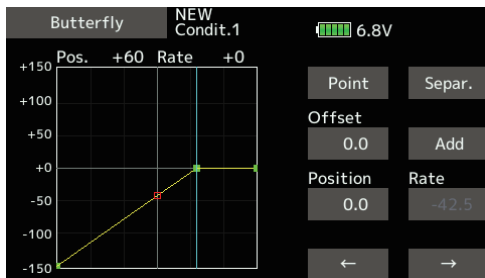 Butterfly
NEW
Condit.1
6.8V
Pos. +60 Rate +0
+150
+100
+50
+0
-50
-100
-150
Point Separ.
Offset
0.0 Add
Position Rate
0.0 -42.5
← →